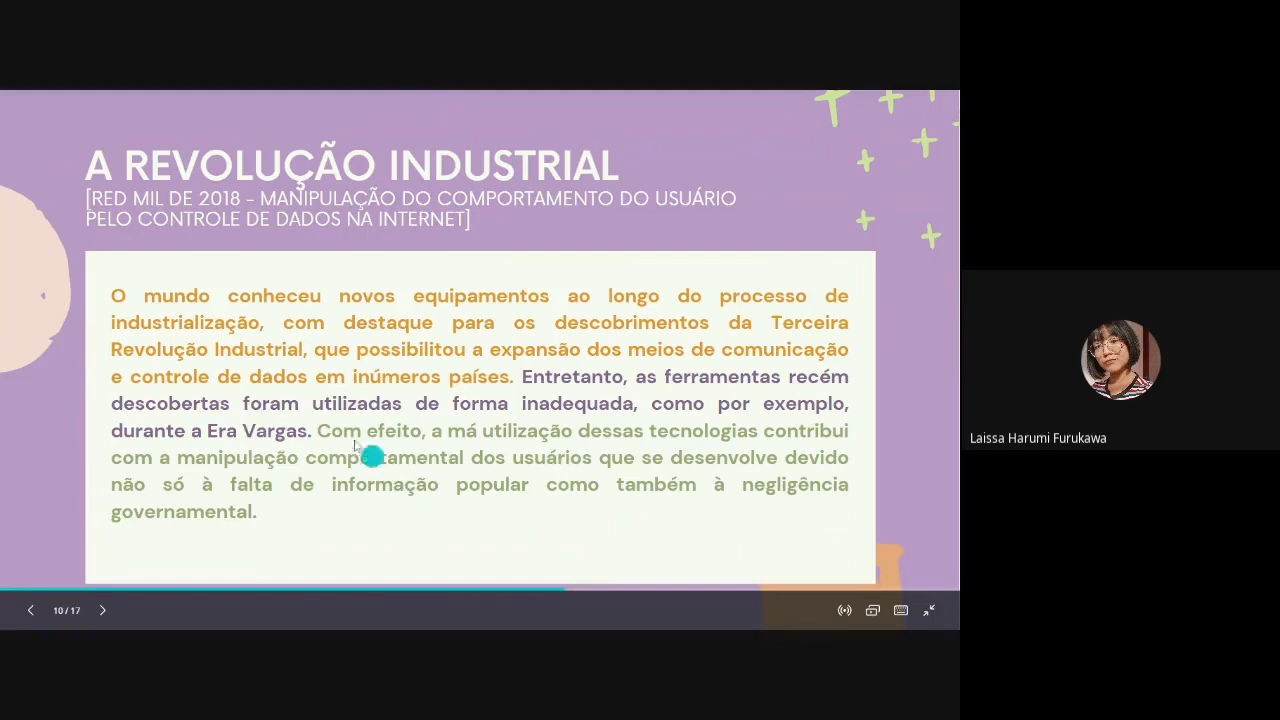 A REVOLUÇÃO INDUSTRIAL
[RED MIL DE 2018 - MANIPULAÇÃO DO COMPORTAMENTO DO USUÁRIO
PELO CONTROLE DE DADOS NA INTERNET]
O mundo conheceu novos equipamentos ao longo do processo de
industrialização, com destaque para os descobrimentos da Terceira
Revolução Industrial, que possibilitou a expansão dos meios de comunicação
e controle de dados em inúmeros países. Entretanto, as ferramentas recém
descobertas foram utilizadas de forma inadequada, como por exemplo,
durante a Era Vargas. Com efeito, a má utilização dessas tecnologias contribui
com a manipulação comportamental dos usuários que se desenvolve devido
não só à falta de informação popular como também à negligência
governamental.
10 / 17
Laissa Harumi Furukawa